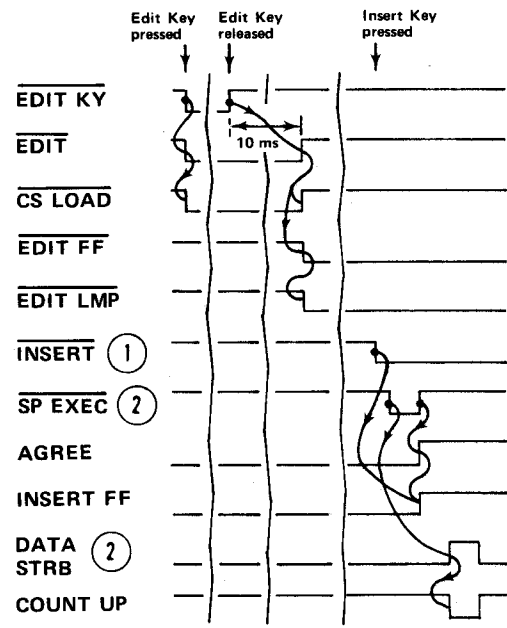 Edit Key
pressed
Edit Key
released
Insert Key
pressed
EDIT KY
10 ms
EDIT
CS LOAD
EDIT FF
EDIT LMP
INSERT 1
SP EXEC 2
AGREE
INSERT FF
DATA
STRB 2
COUNT UP